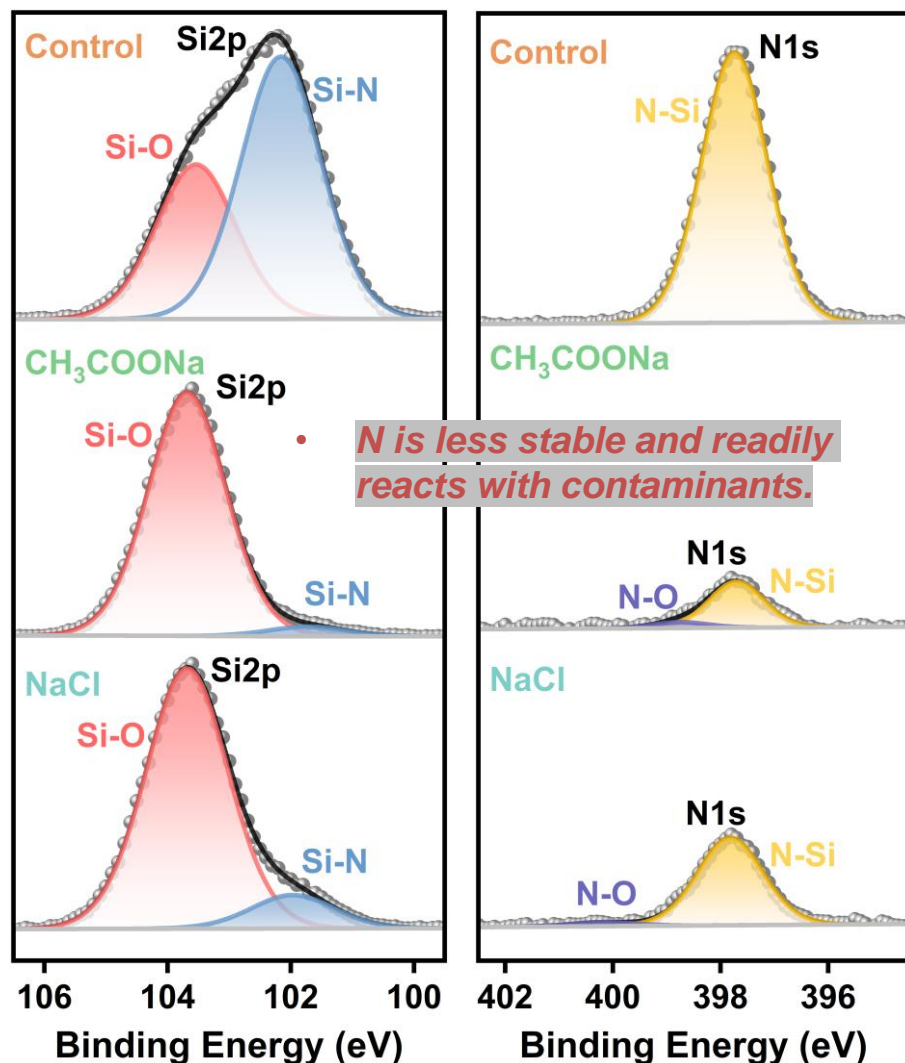 Control
Si2p
Si-N
Si-O
CH₃COONa
Si2p
Si-O
Si-N
NaCl
Si2p
Si-O
Si-N
106 104 102 100
Binding Energy (eV)
Control
N1s
N-Si
CH₃COONa
• N is less stable and readily
reacts with contaminants.
N1s
N-O
N-Si
NaCl
N1s
N-Si
N-O
402 400 398 396
Binding Energy (eV)